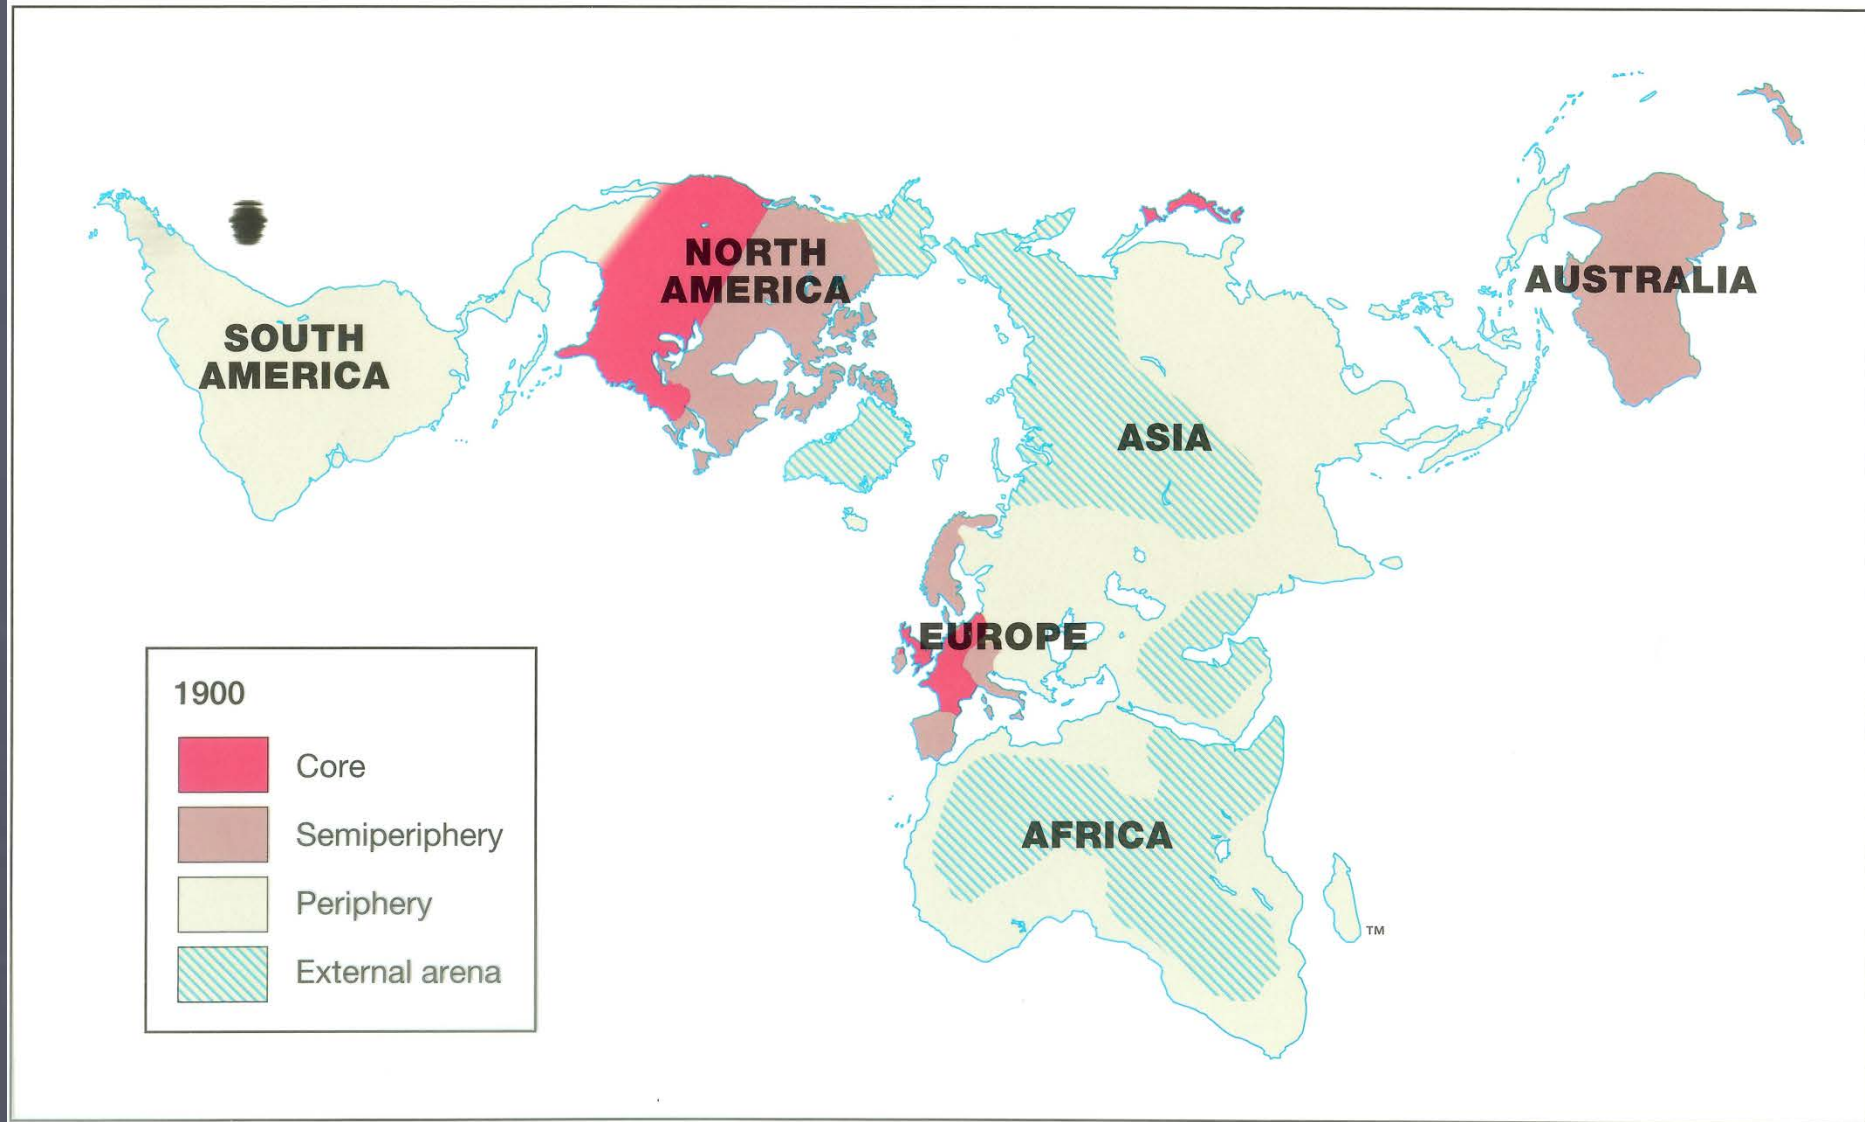 NORTH
AMERICA
SOUTH
AMERICA
AUSTRALIA
ASIA
EUROPE
AFRICA
TM
1900
Core
Semiperiphery
Periphery
External arena